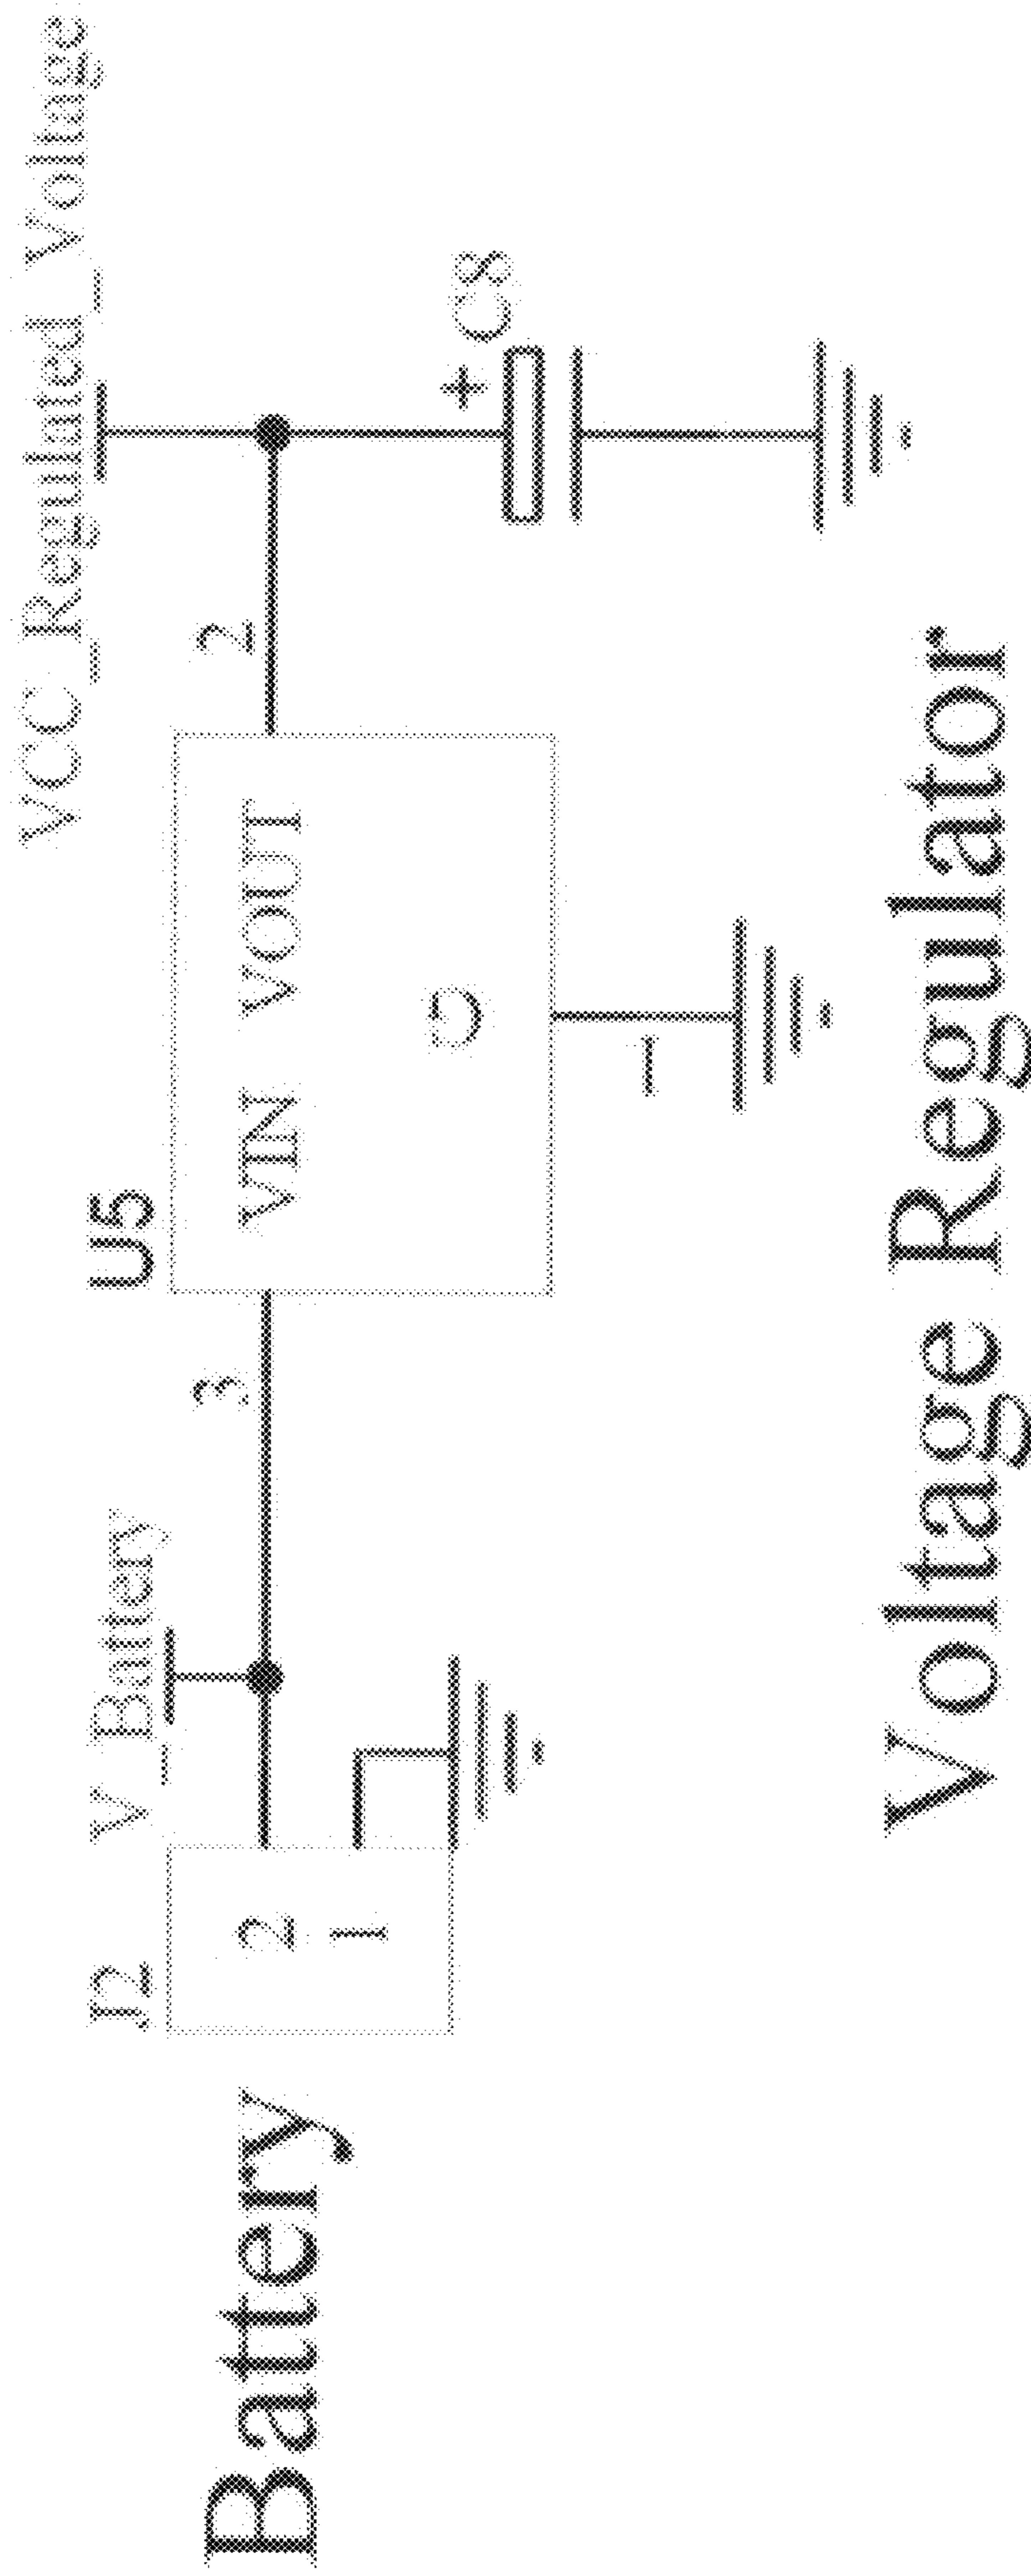 VCC_Regulated_Voltage
V_Battery
J2
U5
3
2
VIN VOUT
2
1
G
1
+
C8
Battery
Voltage Regulator